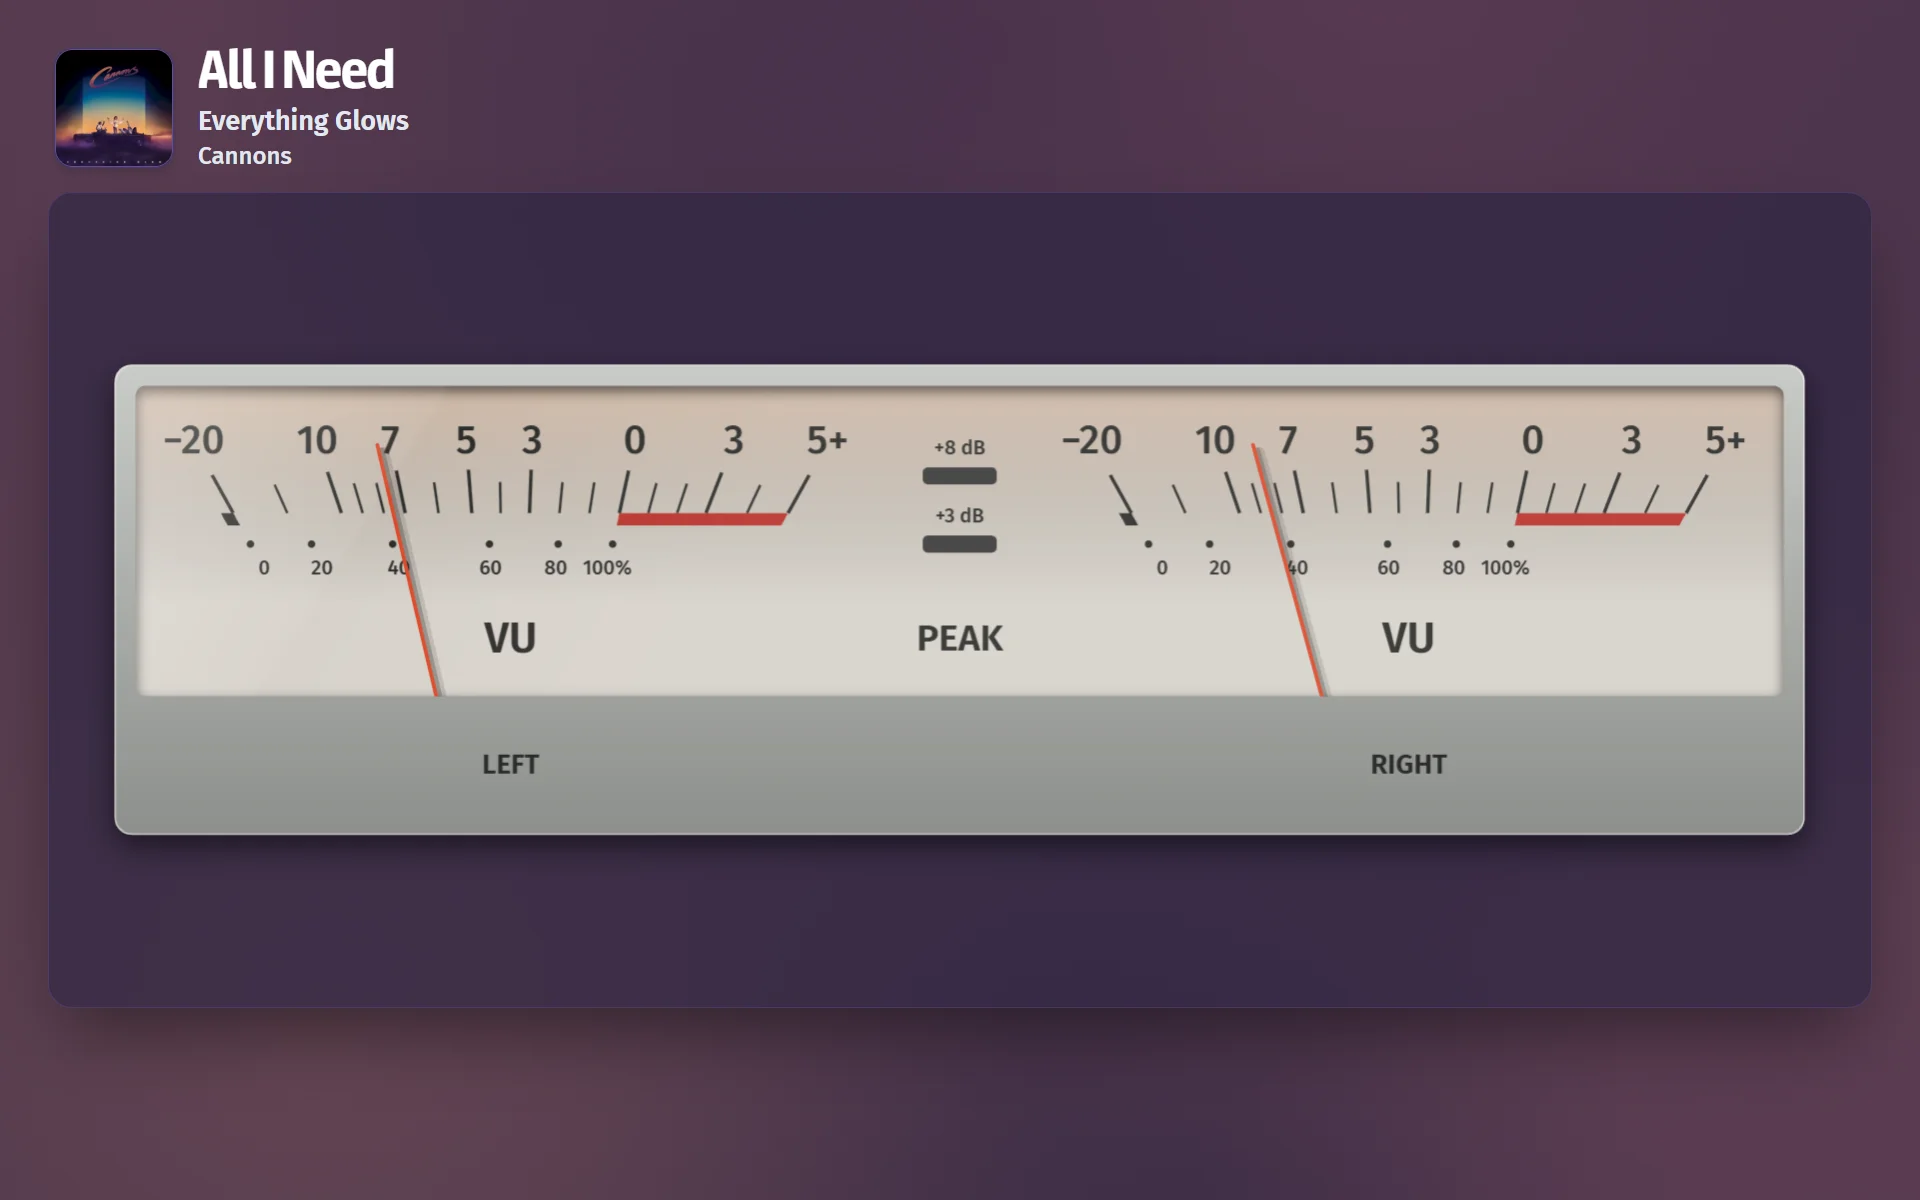 All I Need
Everything Glows
Cannons
Cannons
-20 10 7 5 3 0 3 5+
0 20 40 60 80 100%
VU
+8 dB
+3 dB
PEAK
-20 10 7 5 3 0 3 5+
0 20 40 60 80 100%
VU
LEFT
RIGHT